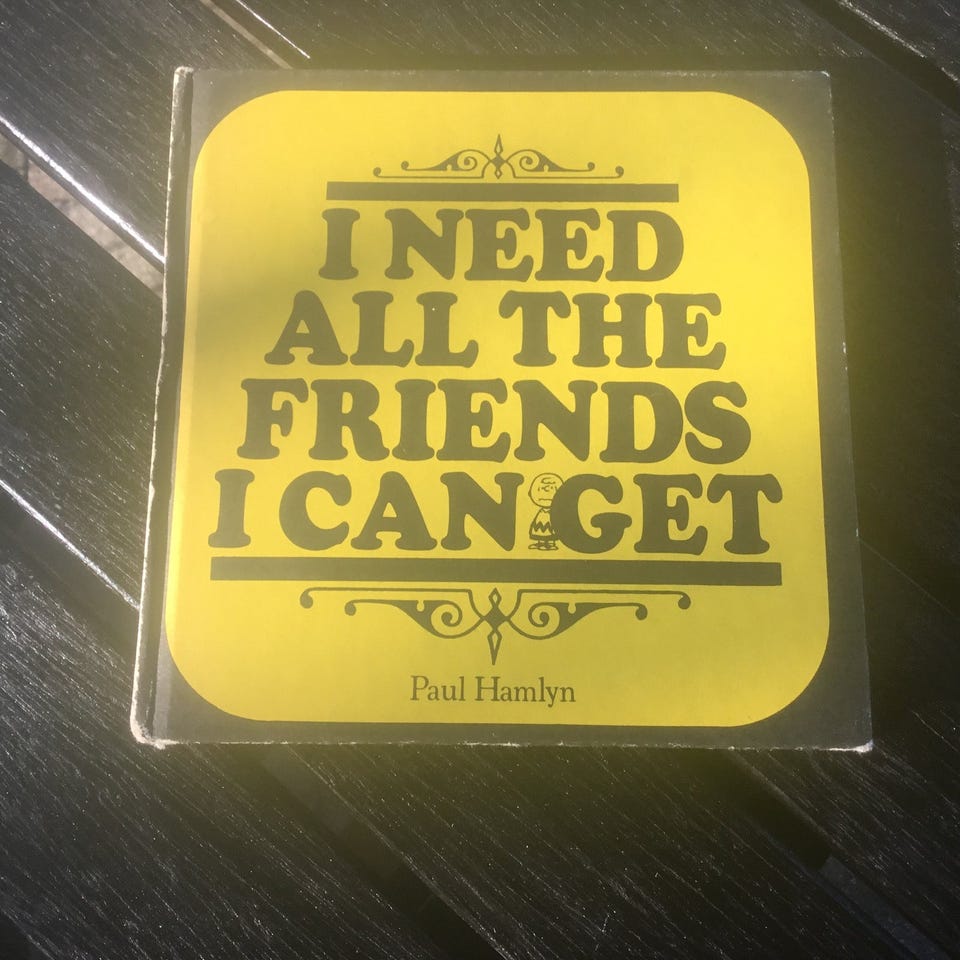 I NEED
ALL THE
FRIENDS
I CAN GET
Paul Hamlyn